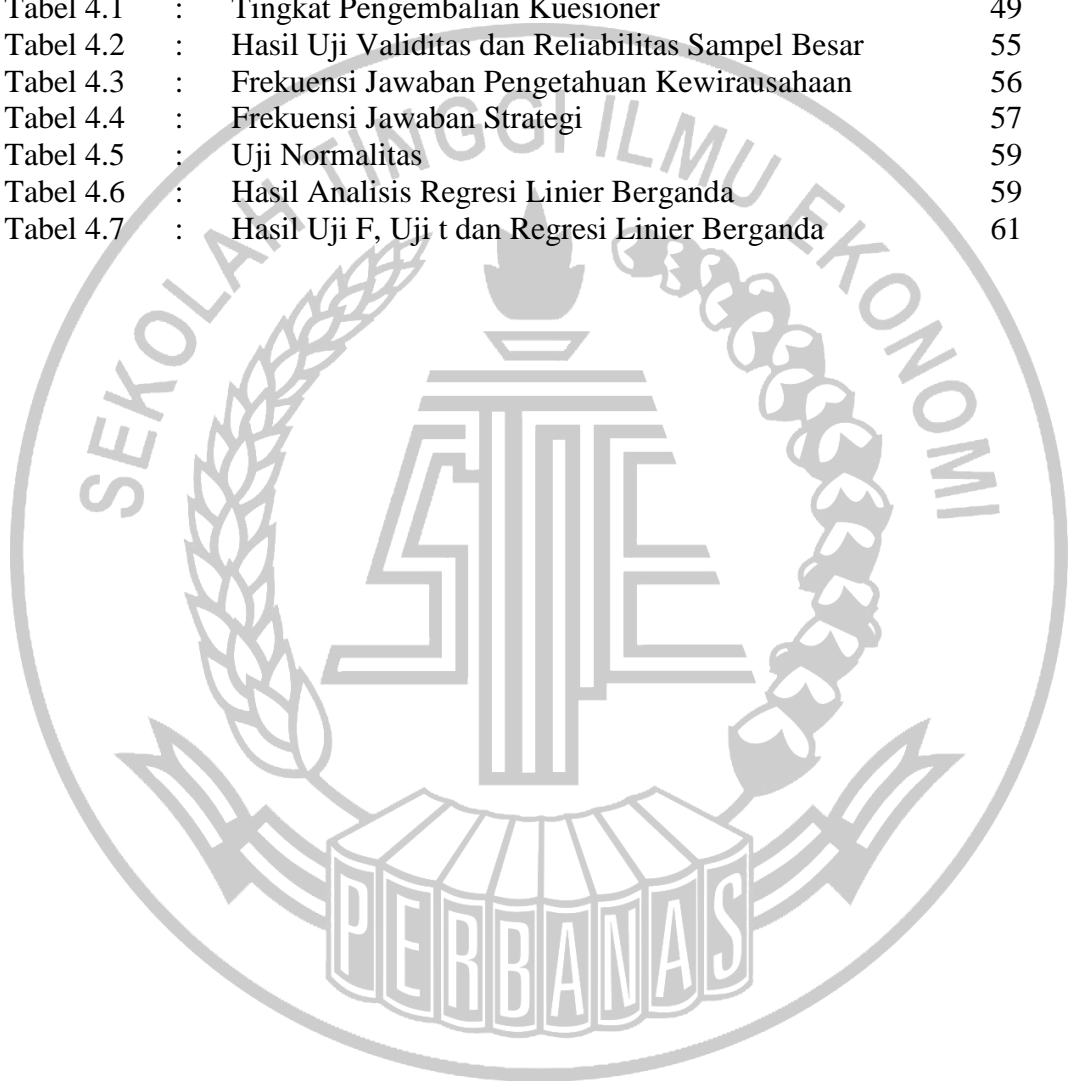 Tabel 4.1 : Tingkat Pengembalian Kuesioner 49
Tabel 4.2 : Hasil Uji Validitas dan Reliabilitas Sampel Besar 55
Tabel 4.3 : Frekuensi Jawaban Pengetahuan Kewirausahaan 56
Tabel 4.4 : Frekuensi Jawaban Strategi 57
Tabel 4.5 : Uji Normalitas 59
Tabel 4.6 : Hasil Analisis Regresi Linier Berganda 59
Tabel 4.7 : Hasil Uji F, Uji t dan Regresi Linier Berganda 61
SEKOLAH TINGGI ILMU EKONOMI
STIE
PERBANAS